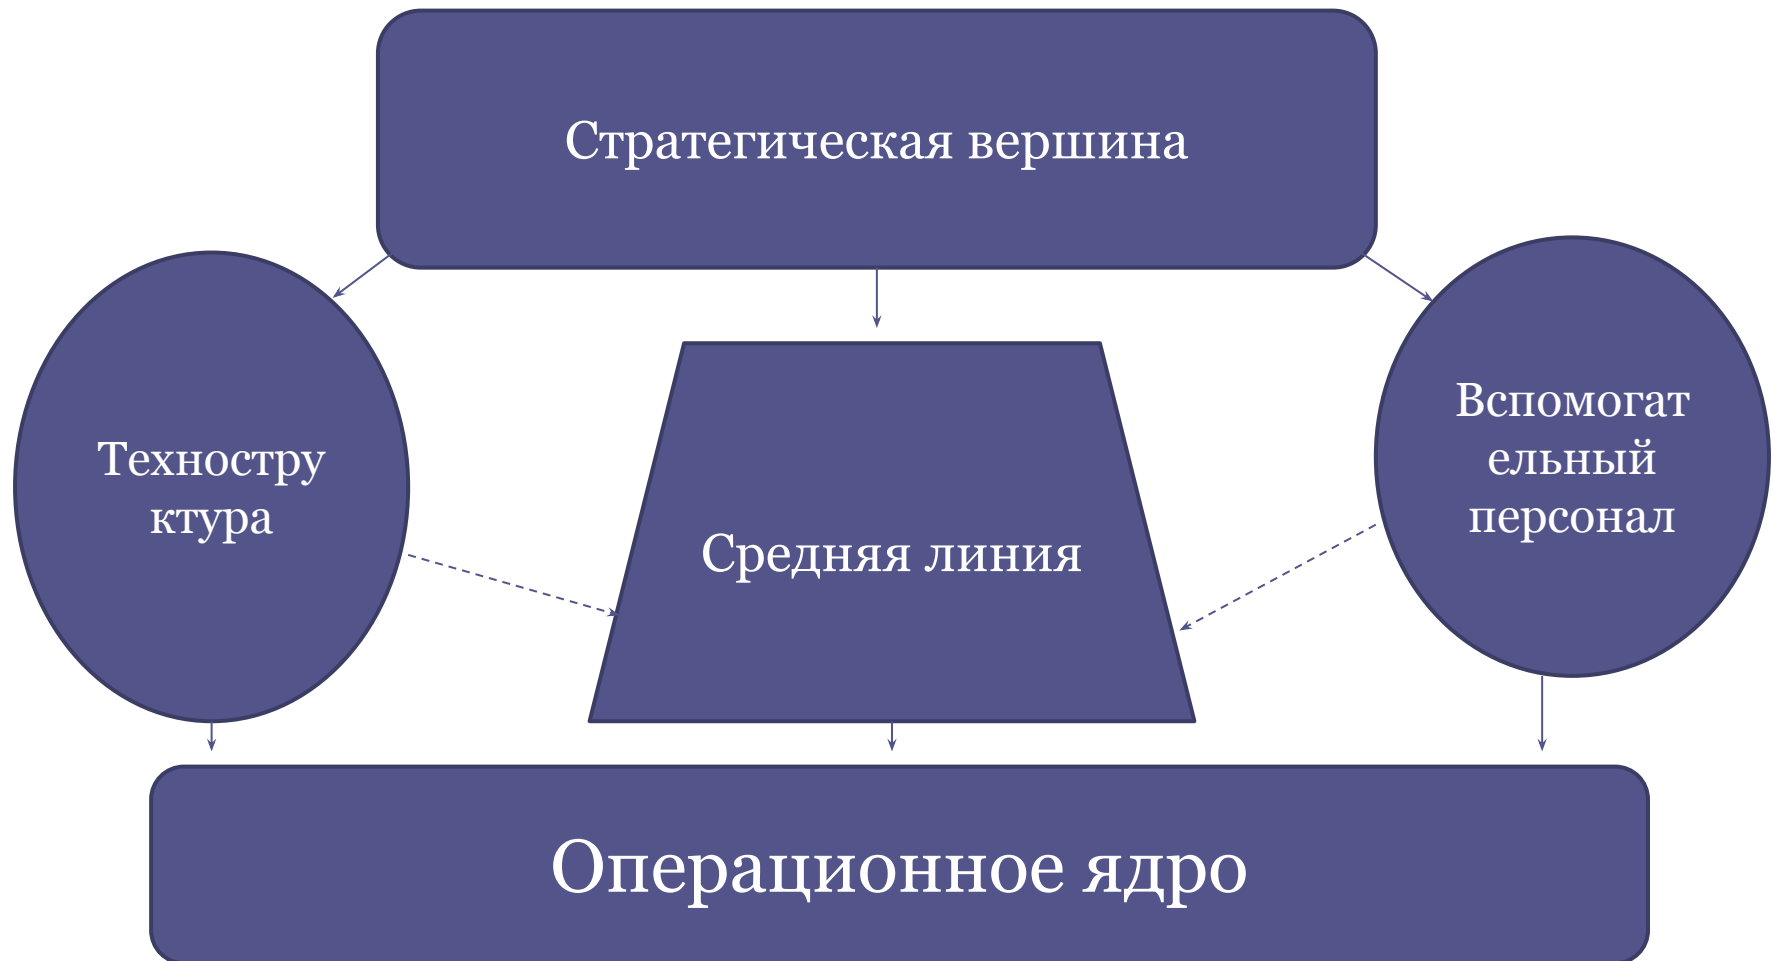 Стратегическая вершина
Техностру
ктура
Средняя линия
Вспомогат
ельный
персонал
Операционное ядро